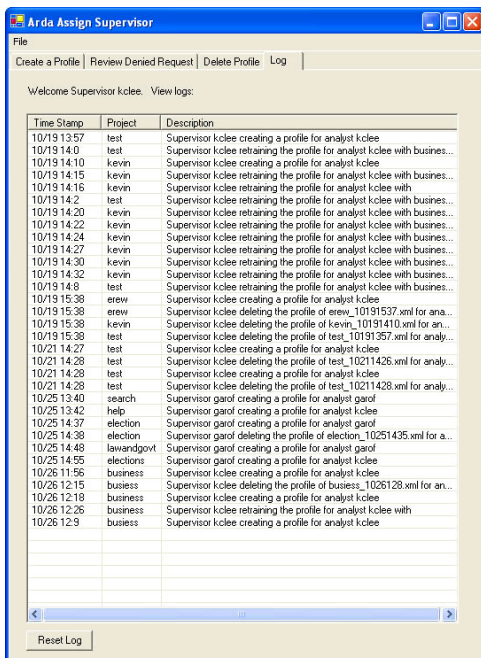 Arda Assign Supervisor
File
Create a Profile Review Denied Request Delete Profile Log
Welcome Supervisor kclee. View logs:
Time Stamp Project Description
10/19 13:57 test Supervisor kclee creating a profile for analyst kclee
10/19 14:0 test Supervisor kclee retraining the profile for analyst kclee with busines...
10/19 14:10 kevin Supervisor kclee creating a profile for analyst kclee
10/19 14:15 kevin Supervisor kclee retraining the profile for analyst kclee with busines...
10/19 14:16 kevin Supervisor kclee retraining the profile for analyst kclee with
10/19 14:2 test Supervisor kclee retraining the profile for analyst kclee with busines...
10/19 14:20 kevin Supervisor kclee retraining the profile for analyst kclee with busines...
10/19 14:22 kevin Supervisor kclee retraining the profile for analyst kclee with busines...
10/19 14:24 kevin Supervisor kclee retraining the profile for analyst kclee with busines...
10/19 14:27 kevin Supervisor kclee retraining the profile for analyst kclee with busines...
10/19 14:30 kevin Supervisor kclee retraining the profile for analyst kclee with busines...
10/19 14:32 kevin Supervisor kclee retraining the profile for analyst kclee with busines...
10/19 14:8 test Supervisor kclee retraining the profile for analyst kclee with busines...
10/19 15:38 erew Supervisor kclee creating a profile for analyst kclee
10/19 15:38 erew Supervisor kclee deleting the profile of erew_10191537.xml for ana...
10/19 15:38 kevin Supervisor kclee deleting the profile of kevin_10191410.xml for an...
10/19 15:38 test Supervisor kclee deleting the profile of test_10191357.xml for analy...
10/21 14:27 test Supervisor kclee creating a profile for analyst kclee
10/21 14:28 test Supervisor kclee deleting the profile of test_10211426.xml for analy...
10/21 14:28 test Supervisor kclee creating a profile for analyst kclee
10/21 14:28 test Supervisor kclee deleting the profile of test_10211428.xml for analy...
10/25 13:40 search Supervisor garof creating a profile for analyst garof
10/25 13:42 help Supervisor garof creating a profile for analyst kclee
10/25 14:37 election Supervisor garof creating a profile for analyst garof
10/25 14:38 election Supervisor garof deleting the profile of election_10251435.xml for a...
10/25 14:48 lawandgovt Supervisor garof creating a profile for analyst garof
10/25 14:55 elections Supervisor garof creating a profile for analyst kclee
10/26 11:56 business Supervisor kclee creating a profile for analyst kclee
10/26 12:15 busiess Supervisor kclee deleting the profile of busiess_1026128.xml for an...
10/26 12:18 business Supervisor kclee creating a profile for analyst kclee
10/26 12:26 business Supervisor kclee retraining the profile for analyst kclee with
10/26 12:9 busiess Supervisor kclee creating a profile for analyst kclee
Reset Log